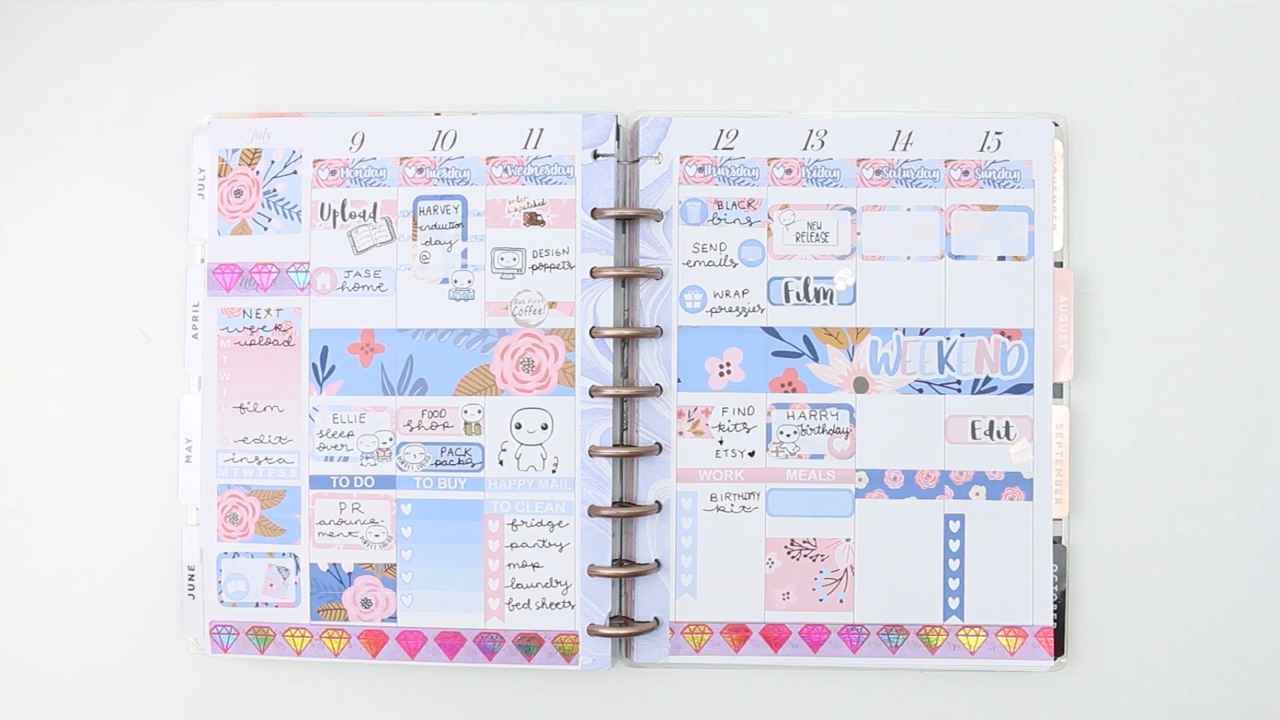 july
9
10
11
Monday
Tuesday
Wednesday
Upload
HARVEY
day
@
JASE
home
DESIGN
poppets
But First
Coffee!
NEXT
week
upload
film
edit
insta
M T W T F S S
ELLIE
sleep
over
FOOD
shop
PACK
packs
TO DO
TO BUY
HAPPY MAIL
TO CLEAN
PR
anounce-
ment
fridge
pantry
mop
laundry
bed sheets
12
13
14
15
Thursday
Friday
Saturday
Sunday
BLACK
bins
SEND
emails
WRAP
prezzies
NEW
RELEASE
Film
WEEKEND
FIND
kits
ETSY
HARRY
birthday
Edit
WORK
MEALS
BIRTHDAY
kit
JULY
APRIL
MAY
JUNE
AUGUST
SEPTEMBER
OCTOBER